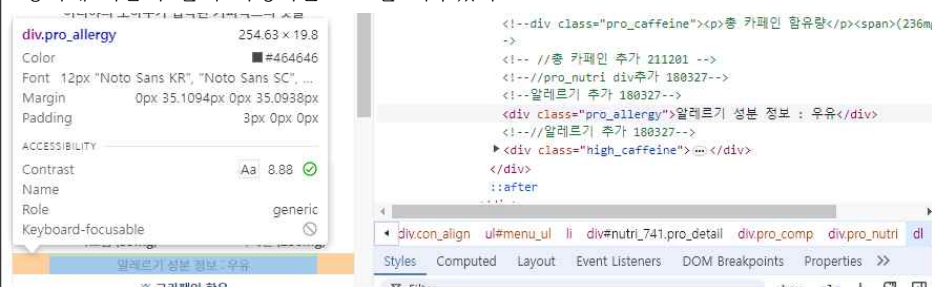 div.pro_allergy 254.63 × 19.8
Color #464646
Font 12px "Noto Sans KR", "Noto Sans SC", ...
Margin 0px 35.1094px 0px 35.0938px
Padding 3px 0px 0px
ACCESSIBILITY
Contrast Aa 8.88
Name
Role generic
Keyboard-focusable
알레르기 성분 정보 : 우유
<!--div class="pro_caffeine"><p>총 카페인 함유량</p><span>(236mg
->
<!-- //총 카페인 추가 211201 -->
<!--//pro_nutri div추가 180327-->
<!--알레르기 추가 180327-->
<div class="pro_allergy">알레르기 성분 정보 : 우유</div>
<!--//알레르기 추가 180327-->
<div class="high_caffeine">…</div>
</div>
::after
div.con_align ul#menu_ul li div#nutri_741.pro_detail div.pro_comp div.pro_nutri dl
Styles Computed Layout Event Listeners DOM Breakpoints Properties